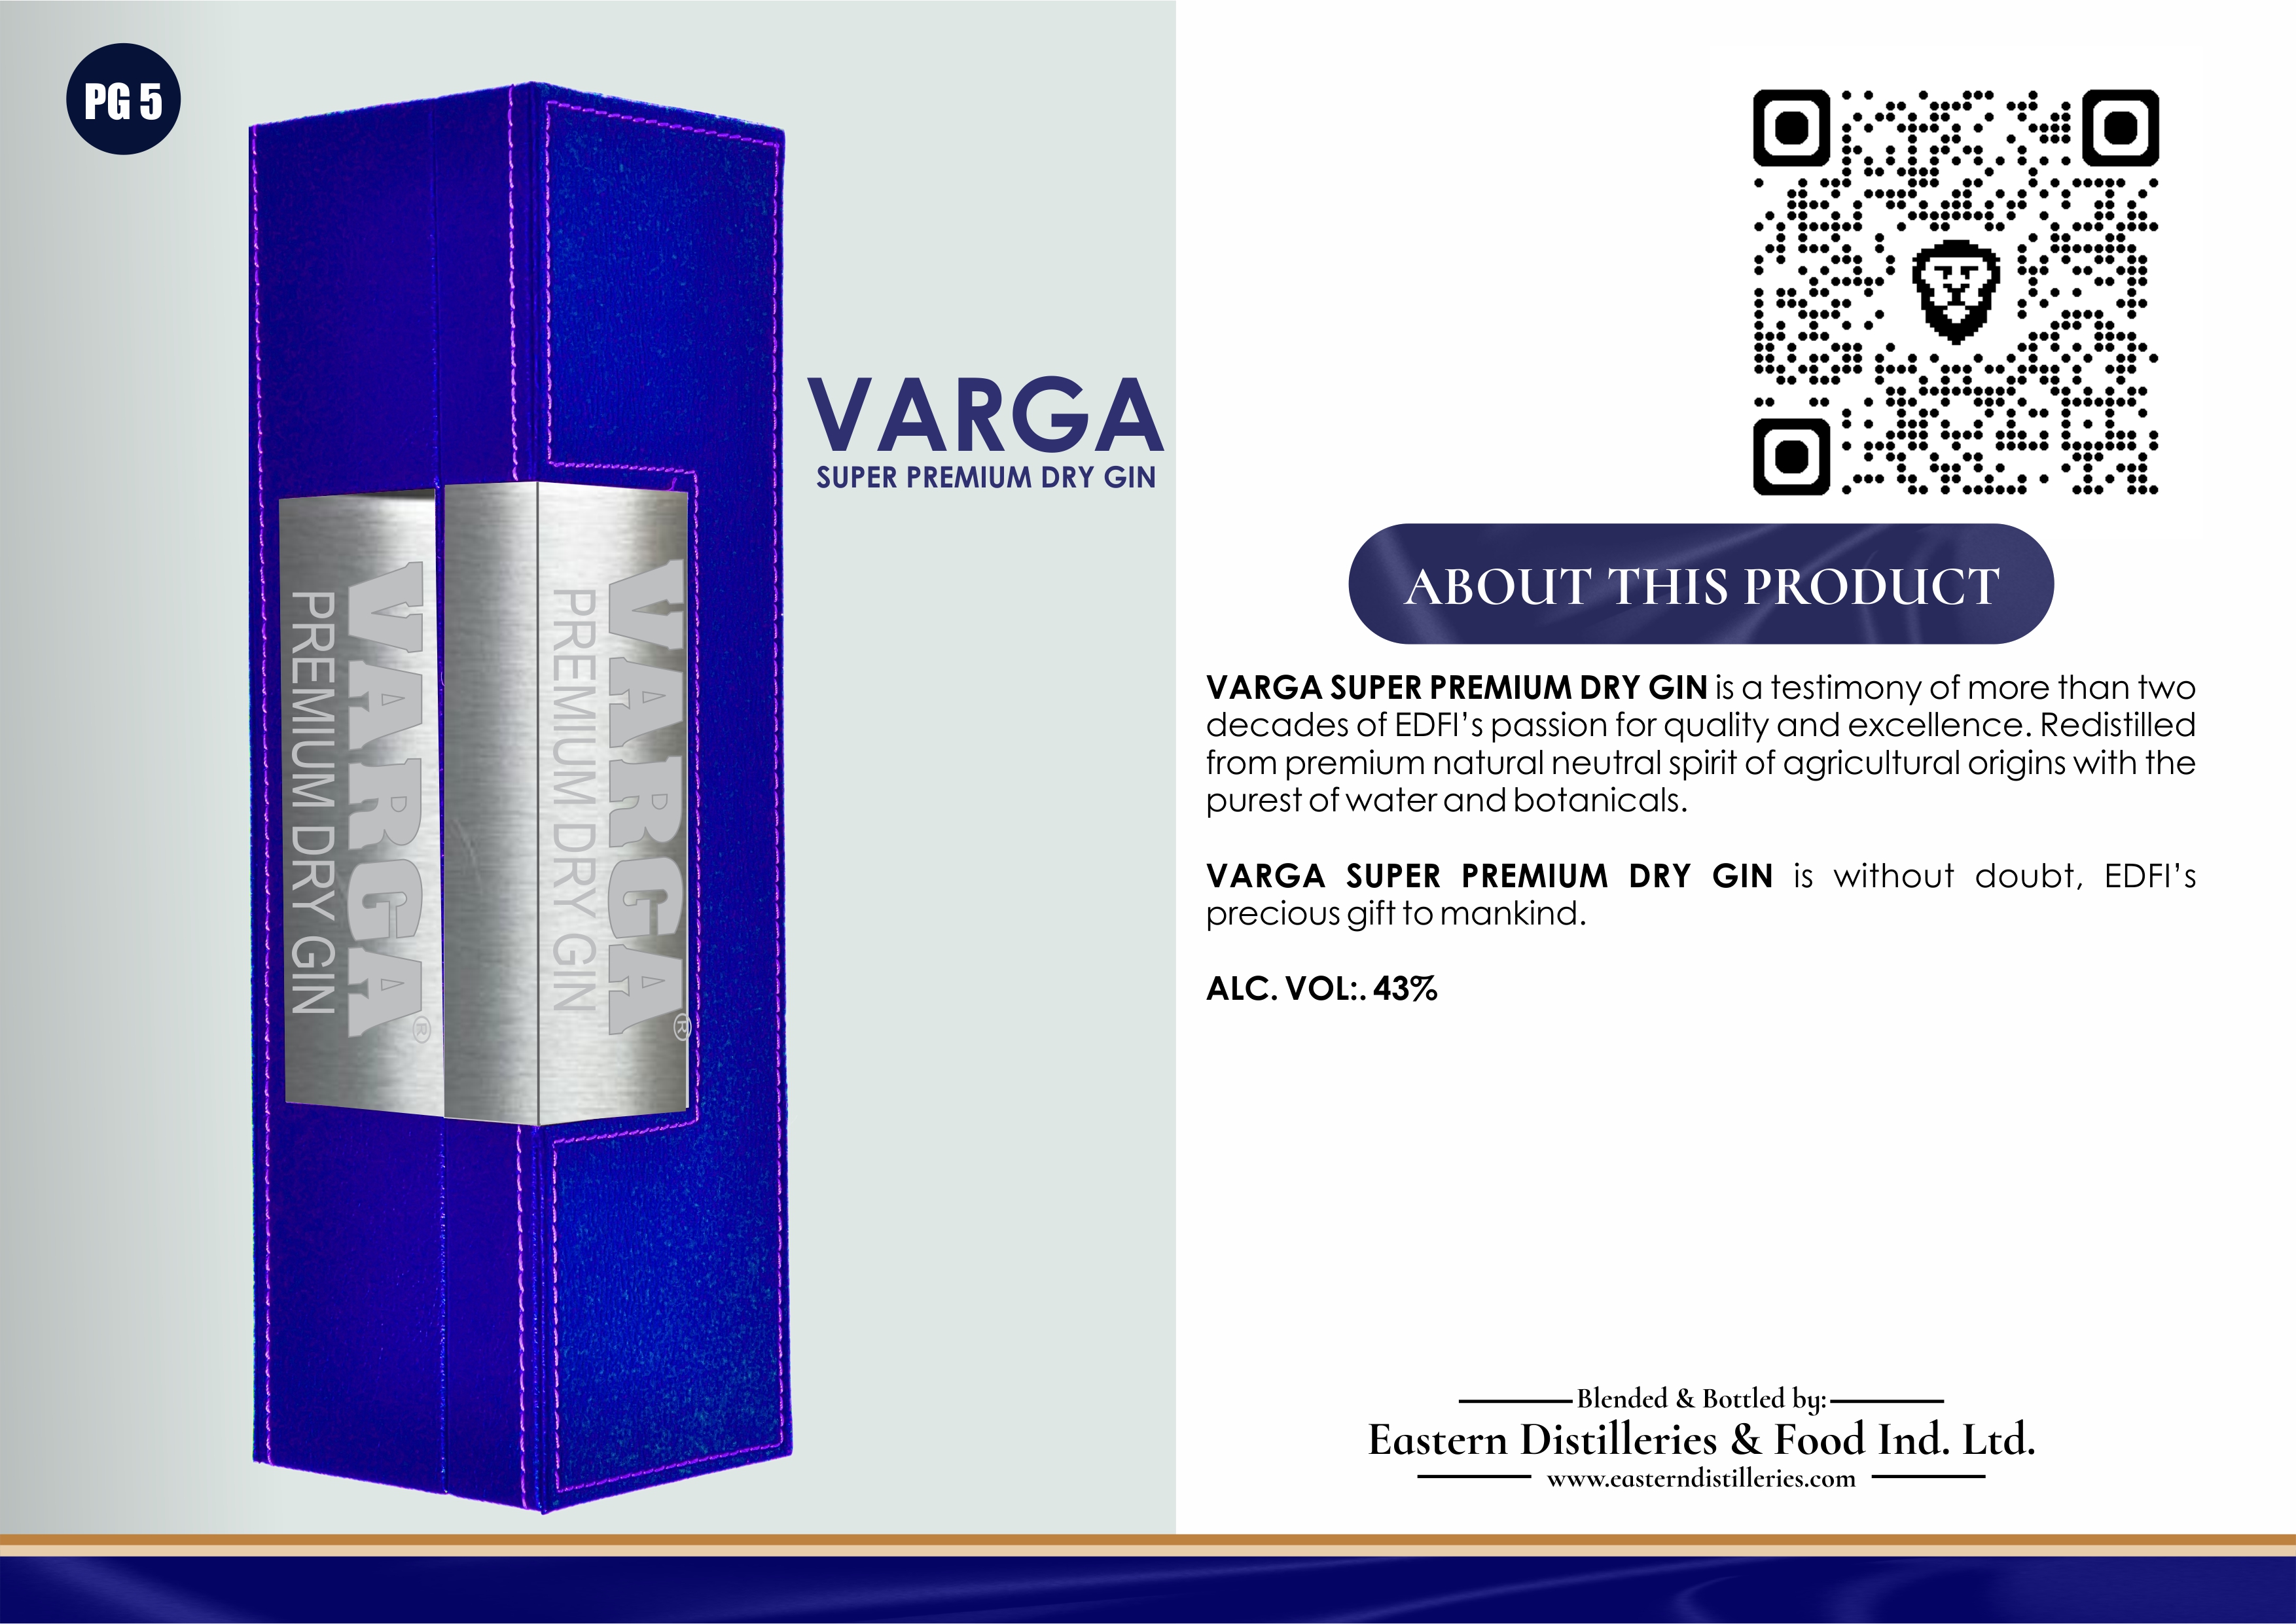 PG 5
VARGA
SUPER PREMIUM DRY GIN
VARGA®
PREMIUM DRY GIN
VARGA®
PREMIUM DRY GIN
ABOUT THIS PRODUCT
VARGA SUPER PREMIUM DRY GIN is a testimony of more than two
decades of EDFI’s passion for quality and excellence. Redistilled
from premium natural neutral spirit of agricultural origins with the
purest of water and botanicals.
VARGA SUPER PREMIUM DRY GIN is without doubt, EDFI’s
precious gift to mankind.
ALC. VOL:. 43%
Blended & Bottled by:
Eastern Distilleries & Food Ind. Ltd.
www.easterndistilleries.com